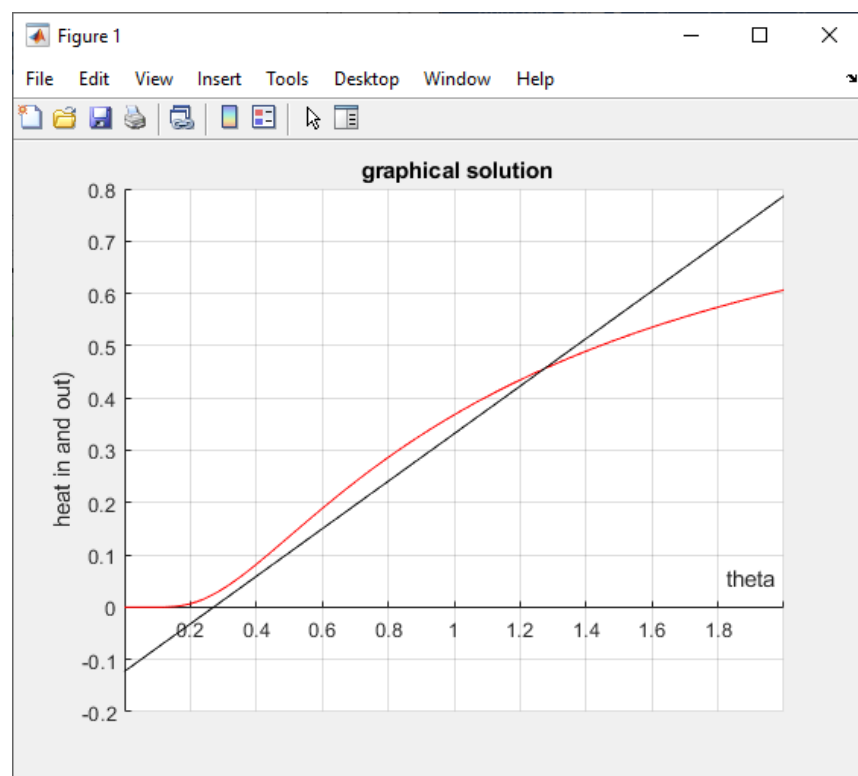 Figure 1
File Edit View Insert Tools Desktop Window Help
graphical solution
0.8
0.7
0.6
0.5
0.4
0.3
0.2
0.1
0
-0.1
-0.2
heat in and out)
theta
0.2 0.4 0.6 0.8 1 1.2 1.4 1.6 1.8